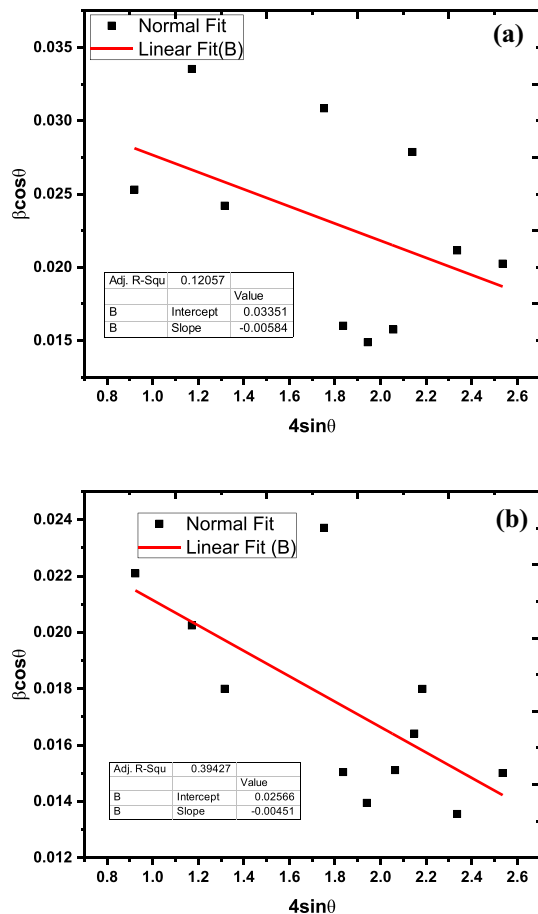 (a)
Normal Fit
Linear Fit(B)
0.035
0.030
0.025
0.020
0.015
βcosθ
Adj. R-Squ 0.12057
Value
B Intercept 0.03351
B Slope -0.00584
0.8 1.0 1.2 1.4 1.6 1.8 2.0 2.2 2.4 2.6
4sinθ
(b)
Normal Fit
Linear Fit (B)
0.024
0.022
0.020
0.018
0.016
0.014
0.012
βcosθ
Adj. R-Squ 0.39427
Value
B Intercept 0.02566
B Slope -0.00451
0.8 1.0 1.2 1.4 1.6 1.8 2.0 2.2 2.4 2.6
4sinθ